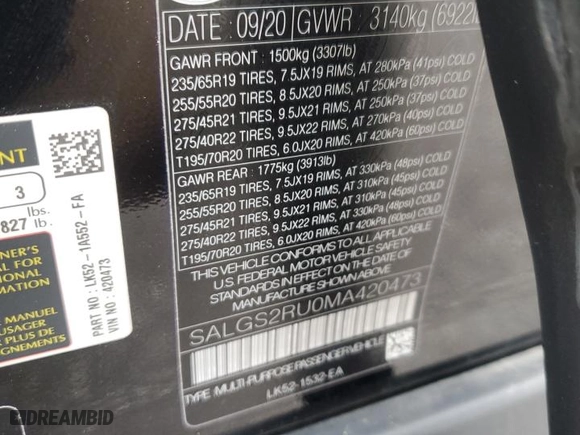 DATE 09/20 GVWR 3140kg (6922
GAWR FRONT : 1500kg (3307lb)
235/65R19 TIRES, 7.5JX19 RIMS, AT 280kPa (41psi) COLD
255/55R20 TIRES, 8.5JX20 RIMS, AT 250kPa (37psi) COLD
275/45R21 TIRES, 9.5JX21 RIMS, AT 250kPa (37psi) COLD
275/40R22 TIRES, 9.5JX22 RIMS, AT 270kPa (40psi) COLD
T195/70R20 TIRES, 6.0JX20 RIMS, AT 420kPa (60psi) COLD
GAWR REAR : 1775kg (3913lb)
235/65R19 TIRES, 7.5JX19 RIMS, AT 330kPa (48psi) COLD
255/55R20 TIRES, 8.5JX20 RIMS, AT 310kPa (45psi) COLD
275/45R21 TIRES, 9.5JX21 RIMS, AT 310kPa (45psi) COLD
275/40R22 TIRES, 9.5JX22 RIMS, AT 330kPa (48psi) COLD
T195/70R20 TIRES, 6.0JX20 RIMS, AT 420kPa (60psi) COLD
THIS VEHICLE CONFORMS TO ALL APPLICABLE
U.S. FEDERAL MOTOR VEHICLE SAFETY
STANDARDS IN EFFECT ON THE DATE OF
MANUFACTURE SHOWN ABOVE.
SALGS2RU0MA420473
TYPE MULTI-PURPOSE PASSENGER VEHICLE
LK52-1532-EA
ENT
3
827 lbs.
lb.
NER'S
FOR
IONAL
ATION
MANUEL
USAGER
R PLUS DE
SEIGNEMENTS
PART NO : LK52-1A552-FA
VIN NO : 420473
DREAMBID